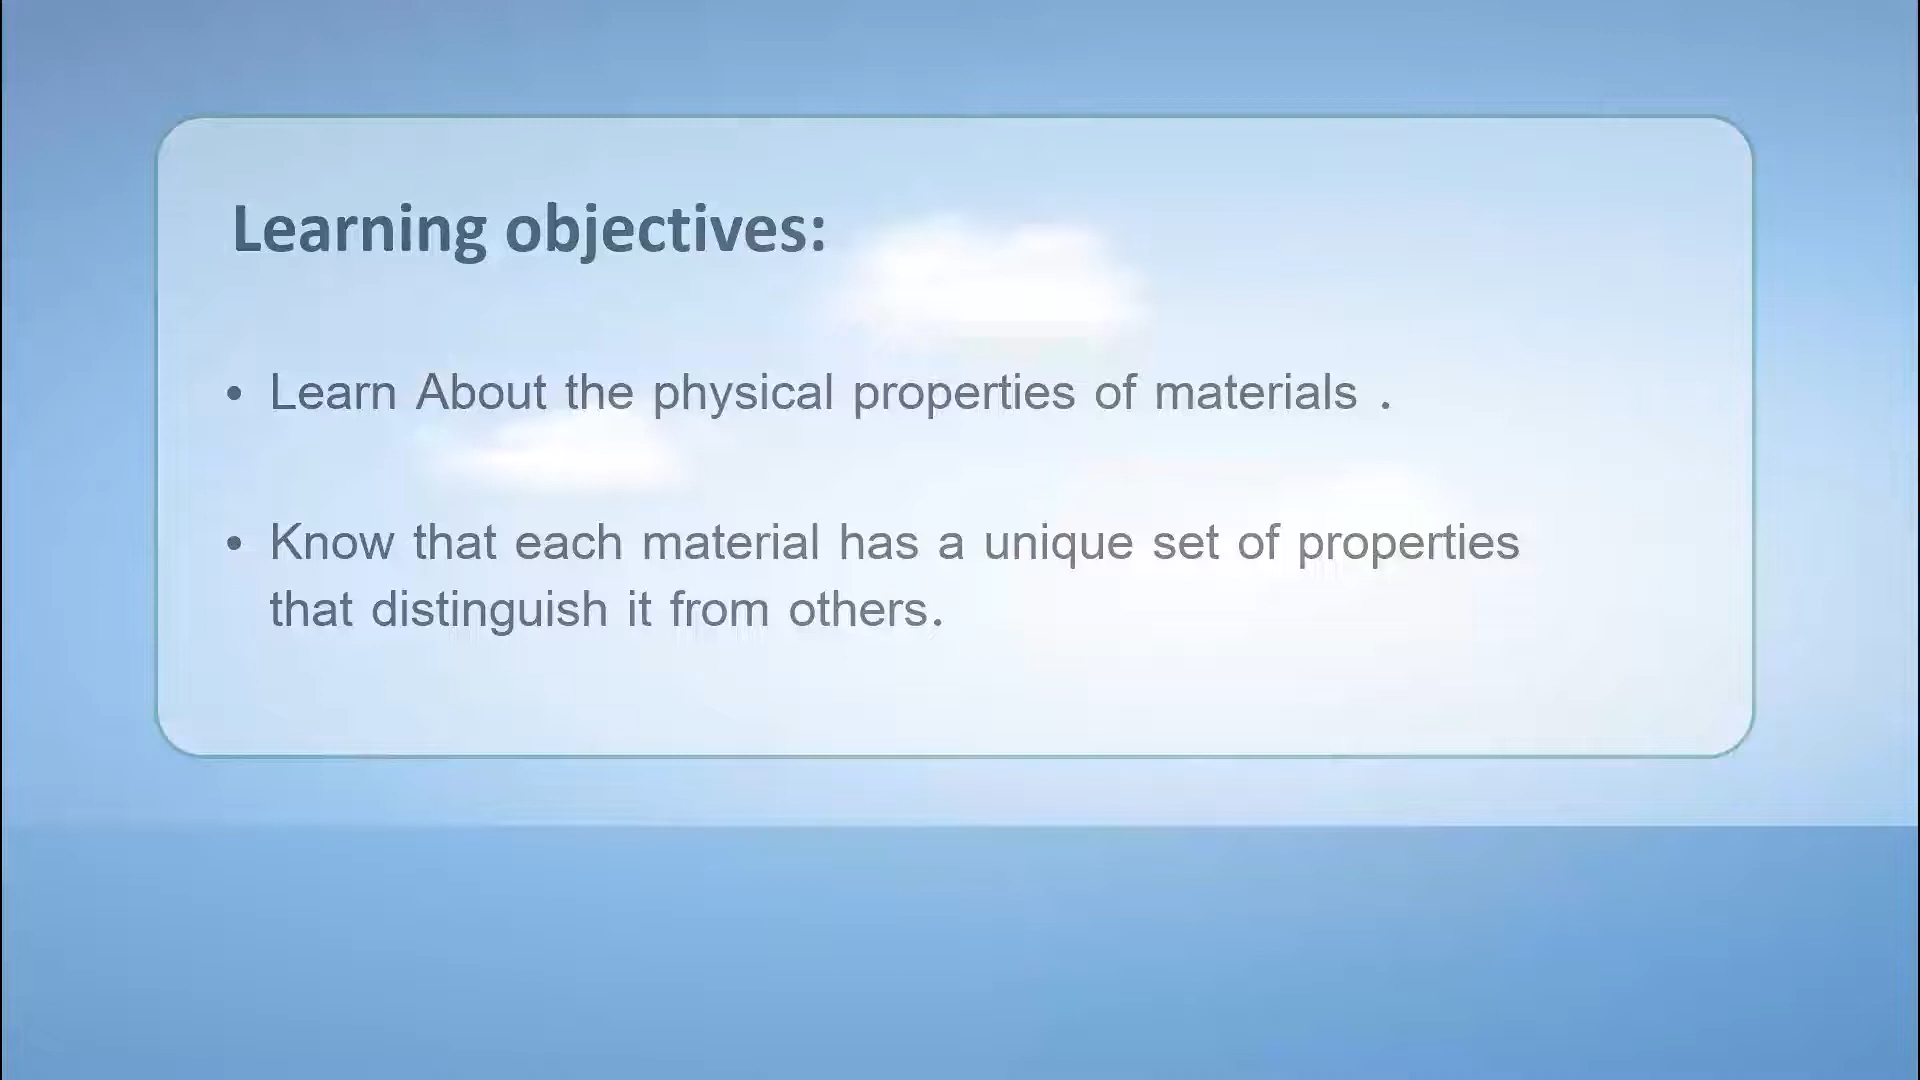 Learning objectives:
• Learn About the physical properties of materials .
• Know that each material has a unique set of properties
that distinguish it from others.